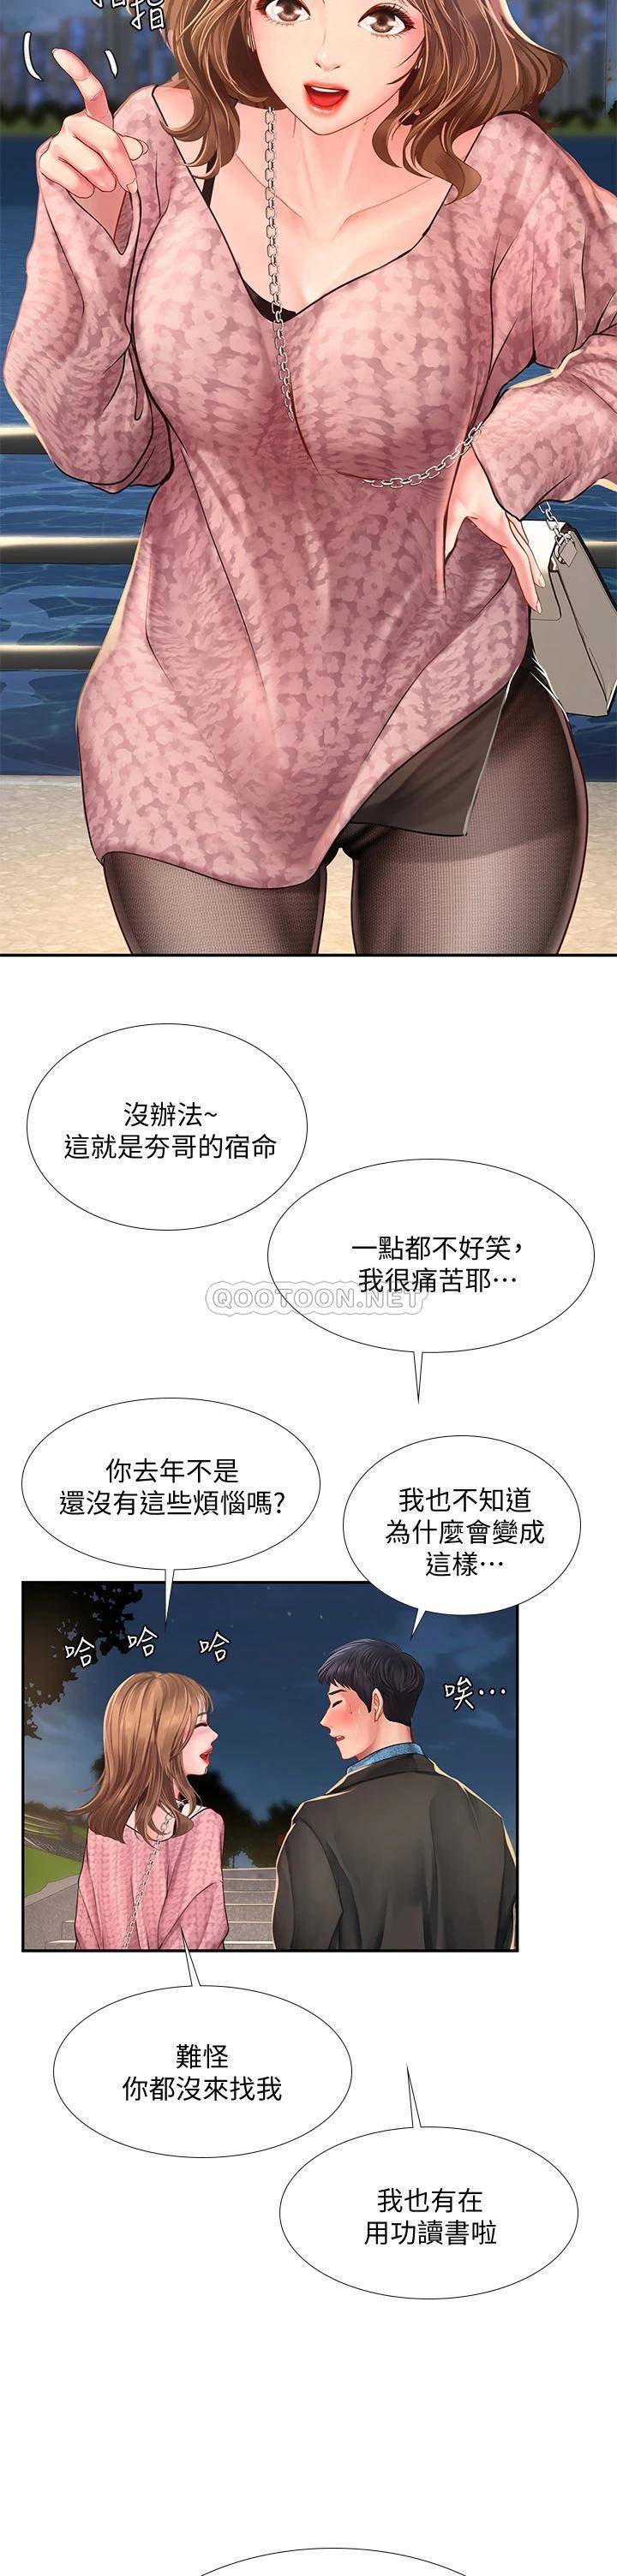 指指
沒辦法~
這就是夯哥的宿命
一點都不好笑，
我很痛苦耶…
QOOTOON.NET
你去年不是
還沒有這些煩惱嗎?
我也不知道
為什麼會變成
這樣…
哈 哈 哈
唉…
難怪
你都沒來找我
我也有在
用功讀書啦